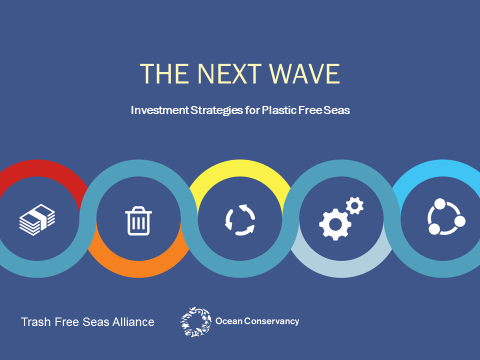 THE NEXT WAVE
Investment Strategies for Plastic Free Seas
Trash Free Seas Alliance
Ocean Conservancy